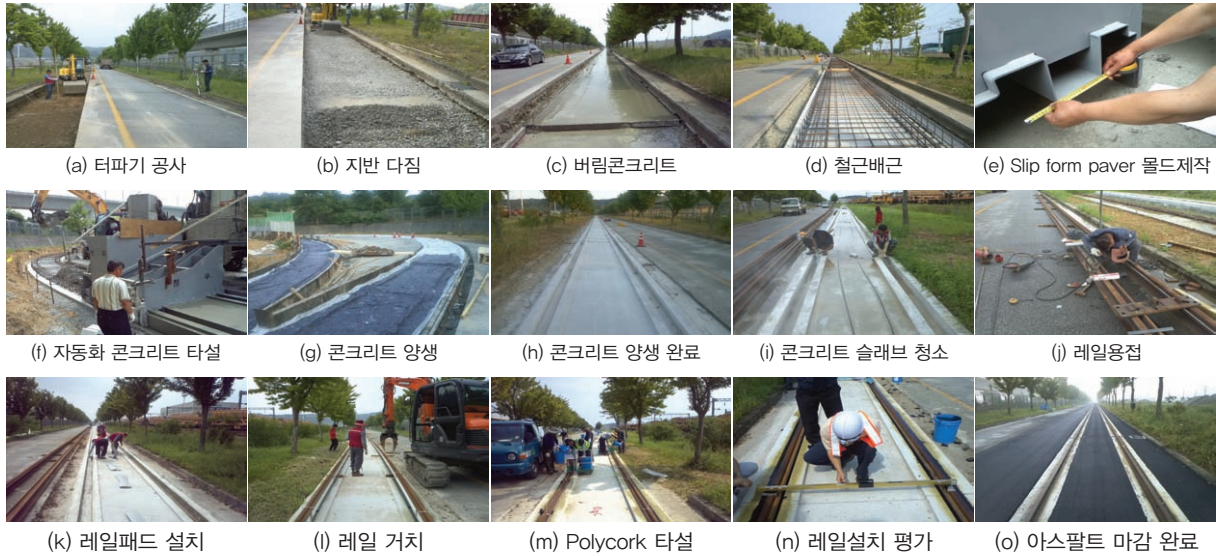 (a) 터파기 공사
(b) 지반 다짐
(c) 버림콘크리트
(d) 철근배근
(e) Slip form paver 몰드제작
(f) 자동화 콘크리트 타설
(g) 콘크리트 양생
(h) 콘크리트 양생 완료
(i) 콘크리트 슬래브 청소
(j) 레일용접
(k) 레일패드 설치
(l) 레일 거치
(m) Polycork 타설
(n) 레일설치 평가
(o) 아스팔트 마감 완료